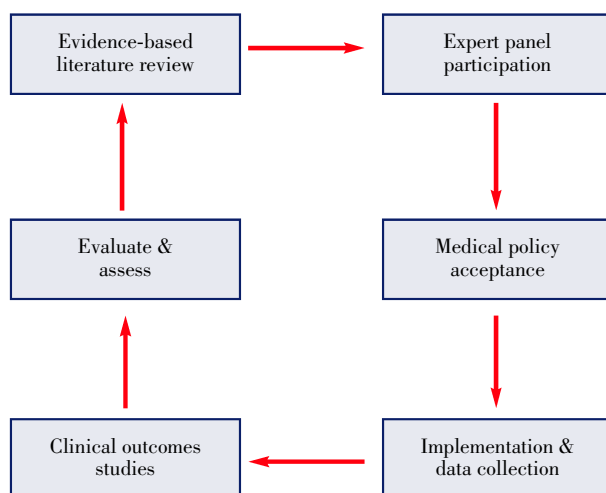 Evidence-based
literature review
Expert panel
participation
Medical policy
acceptance
Implementation &
data collection
Clinical outcomes
studies
Evaluate &
assess